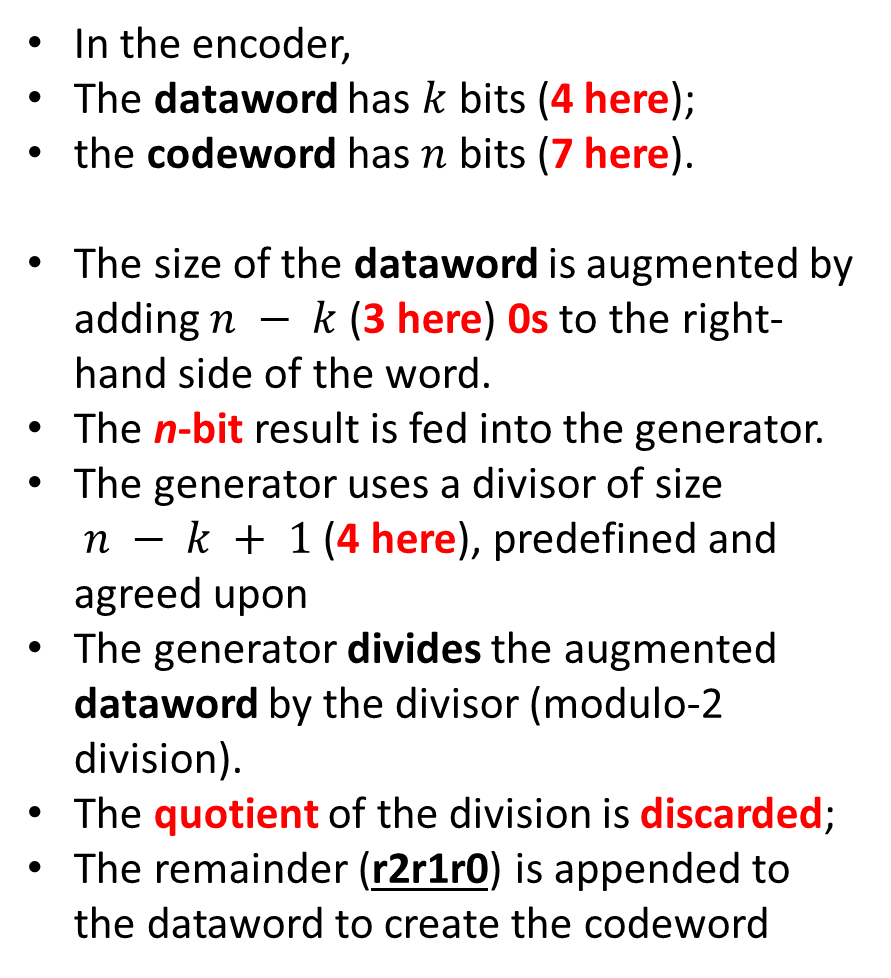 • In the encoder,
• The dataword has k bits (4 here);
• the codeword has n bits (7 here).
• The size of the dataword is augmented by
adding n − k (3 here) 0s to the right-
hand side of the word.
• The n-bit result is fed into the generator.
• The generator uses a divisor of size
n − k + 1 (4 here), predefined and
agreed upon
• The generator divides the augmented
dataword by the divisor (modulo-2
division).
• The quotient of the division is discarded;
• The remainder (r2r1r0) is appended to
the dataword to create the codeword